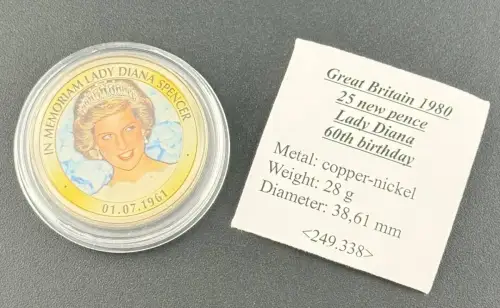 IN MEMORIAM LADY DIANA SPENCER
01.07.1961
Great Britain 1980
25 new pence
Lady Diana
60th birthday
Metal: copper-nickel
Weight: 28 g
Diameter: 38,61 mm
<249.338>